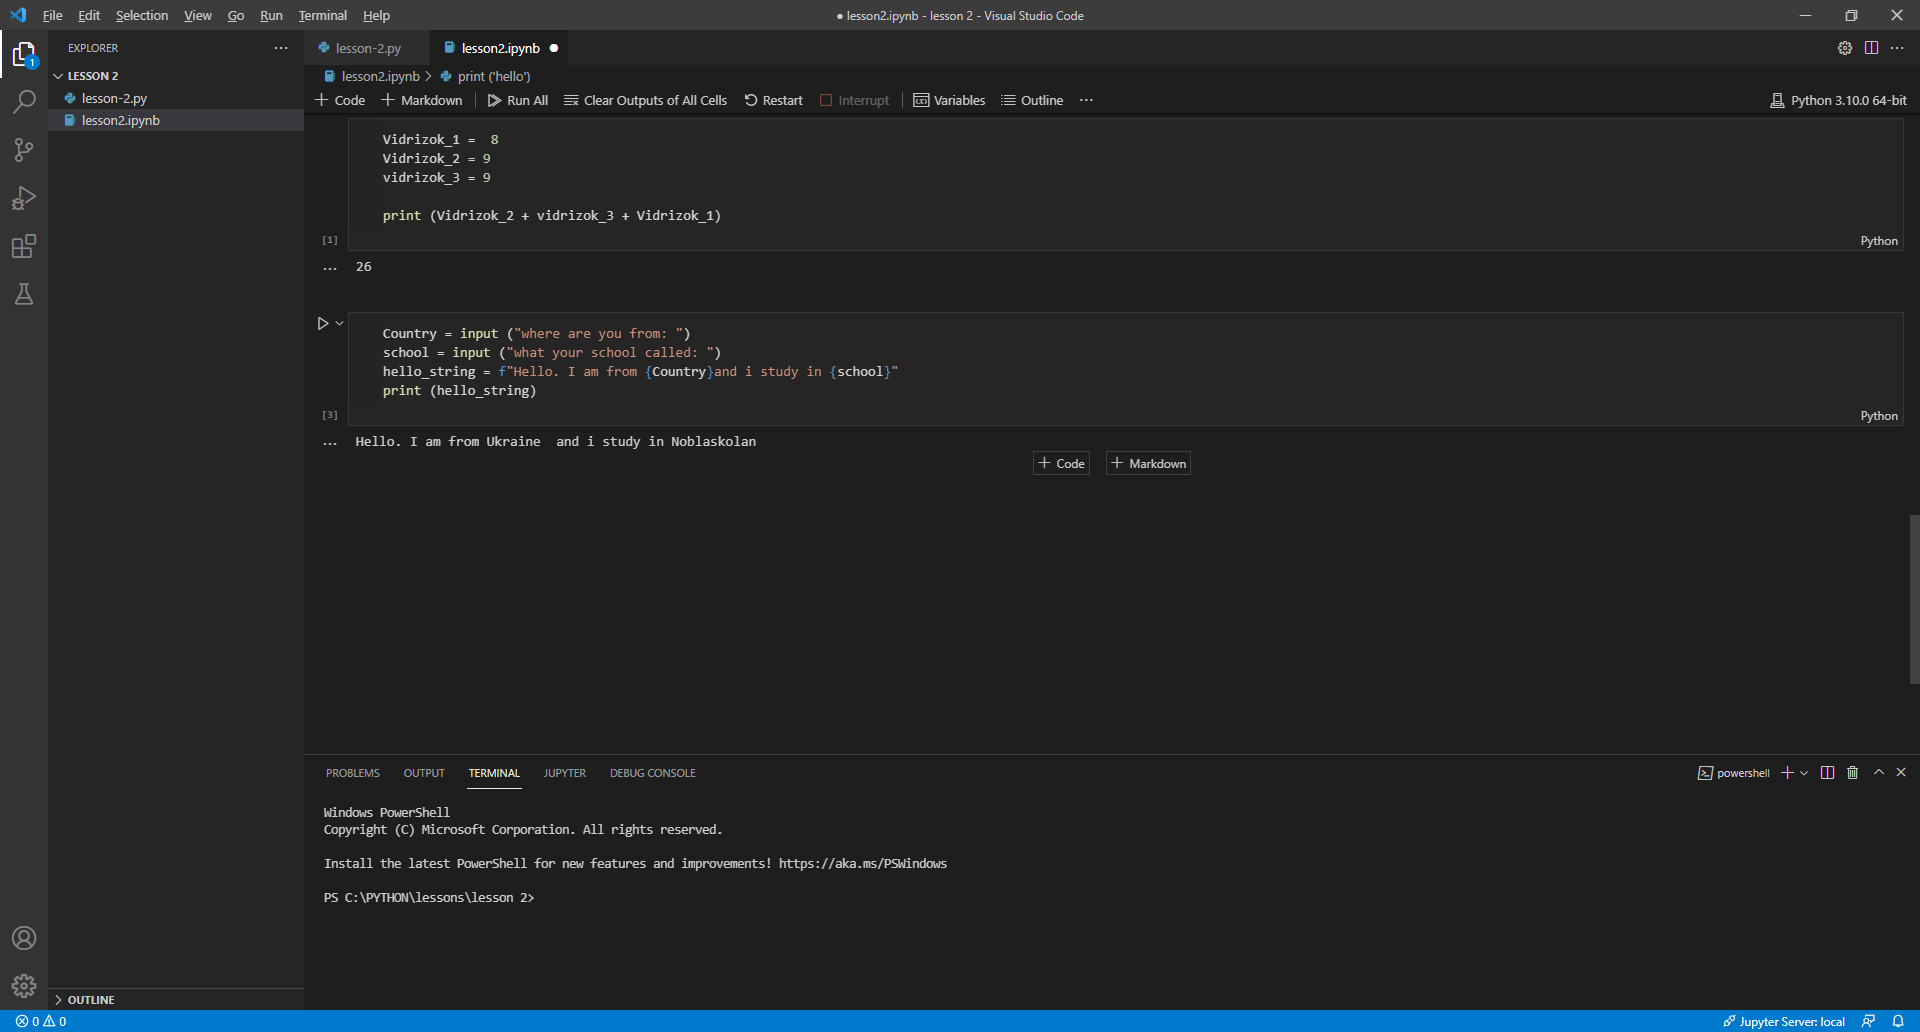 File Edit Selection View Go Run Terminal Help
● lesson2.ipynb - lesson 2 - Visual Studio Code
EXPLORER
LESSON 2
lesson-2.py
lesson2.ipynb
1
OUTLINE
lesson-2.py
lesson2.ipynb ●
lesson2.ipynb > print ('hello')
+ Code + Markdown Run All Clear Outputs of All Cells Restart Interrupt Variables Outline ...
Python 3.10.0 64-bit
Vidrizok_1 =  8
Vidrizok_2 = 9
vidrizok_3 = 9
print (Vidrizok_2 + vidrizok_3 + Vidrizok_1)
[1]
Python
... 26
Country = input ("where are you from: ")
school = input ("what your school called: ")
hello_string = f"Hello. I am from {Country}and i study in {school}"
print (hello_string)
[3]
Python
... Hello. I am from Ukraine  and i study in Noblaskolan
+ Code + Markdown
PROBLEMS OUTPUT TERMINAL JUPYTER DEBUG CONSOLE
powershell
Windows PowerShell
Copyright (C) Microsoft Corporation. All rights reserved.
Install the latest PowerShell for new features and improvements! https://aka.ms/PSWindows
PS C:\PYTHON\lessons\lesson 2>
0 0
Jupyter Server: local